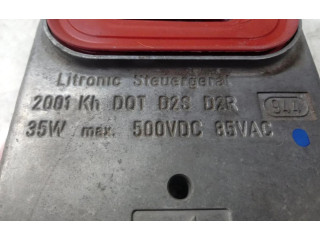 Litronic Steuergerät
2001 Kh DOT D2S D2R
35W max. 500VDC 85VAC